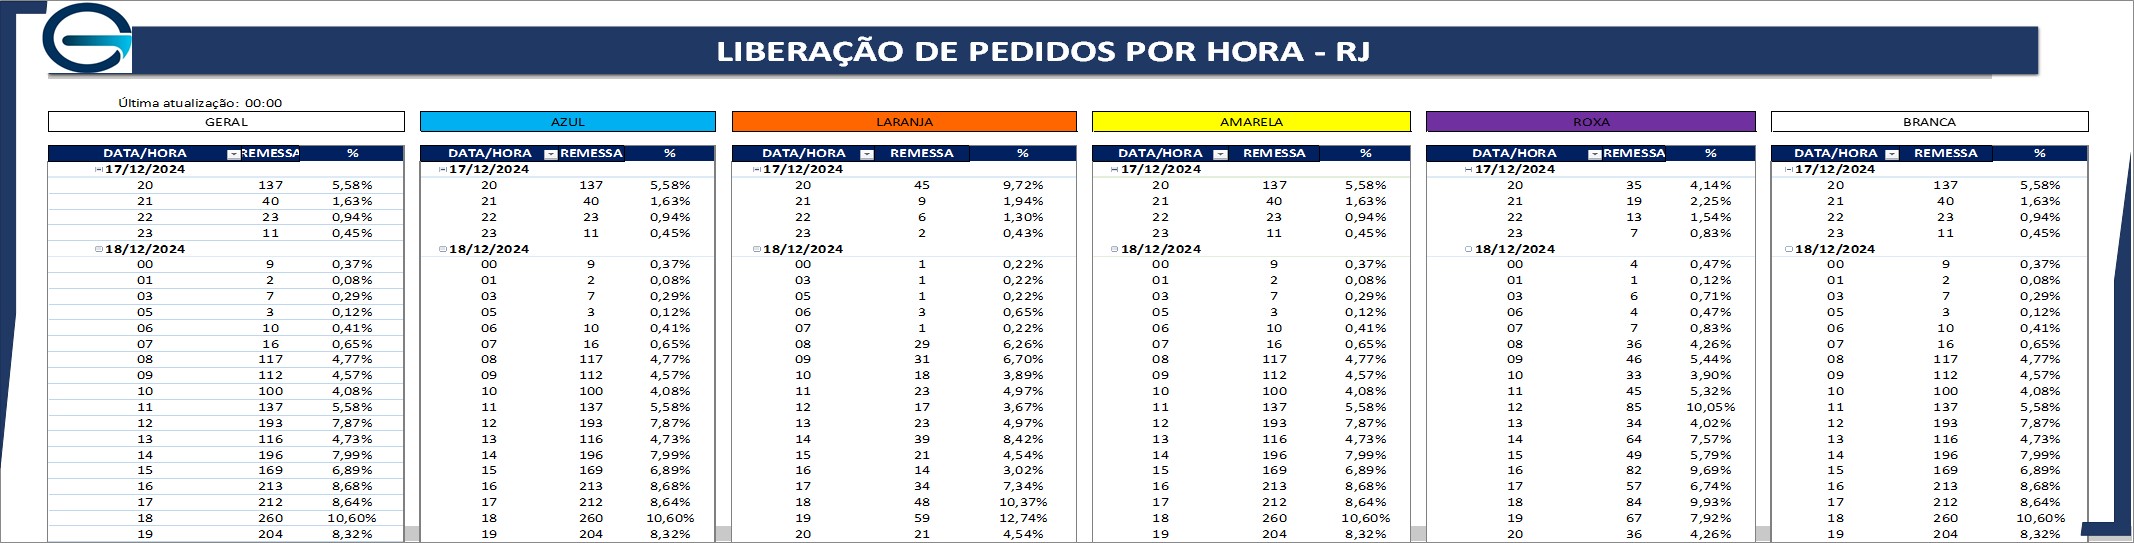 LIBERAÇÃO DE PEDIDOS POR HORA - RJ
Última atualização: 00:00
GERAL AZUL LARANJA AMARELA ROXA BRANCA
DATA/HORA REMESSA % DATA/HORA REMESSA % DATA/HORA REMESSA % DATA/HORA REMESSA % DATA/HORA REMESSA % DATA/HORA REMESSA %
17/12/2024 17/12/2024 17/12/2024 17/12/2024 17/12/2024 17/12/2024
20 137 5,58% 20 137 5,58% 20 45 9,72% 20 137 5,58% 20 35 4,14% 20 137 5,58%
21 40 1,63% 21 40 1,63% 21 9 1,94% 21 40 1,63% 21 19 2,25% 21 40 1,63%
22 23 0,94% 22 23 0,94% 22 6 1,30% 22 23 0,94% 22 13 1,54% 22 23 0,94%
23 11 0,45% 23 11 0,45% 23 2 0,43% 23 11 0,45% 23 7 0,83% 23 11 0,45%
18/12/2024 18/12/2024 18/12/2024 18/12/2024 18/12/2024 18/12/2024
00 9 0,37% 00 9 0,37% 00 1 0,22% 00 9 0,37% 00 4 0,47% 00 9 0,37%
01 2 0,08% 01 2 0,08% 03 1 0,22% 01 2 0,08% 01 1 0,12% 01 2 0,08%
03 7 0,29% 03 7 0,29% 05 1 0,22% 03 7 0,29% 03 6 0,71% 03 7 0,29%
05 3 0,12% 05 3 0,12% 06 3 0,65% 05 3 0,12% 06 4 0,47% 05 3 0,12%
06 10 0,41% 06 10 0,41% 07 1 0,22% 06 10 0,41% 07 7 0,83% 06 10 0,41%
07 16 0,65% 07 16 0,65% 08 29 6,26% 07 16 0,65% 08 36 4,26% 07 16 0,65%
08 117 4,77% 08 117 4,77% 09 31 6,70% 08 117 4,77% 09 46 5,44% 08 117 4,77%
09 112 4,57% 09 112 4,57% 10 18 3,89% 09 112 4,57% 10 33 3,90% 09 112 4,57%
10 100 4,08% 10 100 4,08% 11 23 4,97% 10 100 4,08% 11 45 5,32% 10 100 4,08%
11 137 5,58% 11 137 5,58% 12 17 3,67% 11 137 5,58% 12 85 10,05% 11 137 5,58%
12 193 7,87% 12 193 7,87% 13 23 4,97% 12 193 7,87% 13 34 4,02% 12 193 7,87%
13 116 4,73% 13 116 4,73% 14 39 8,42% 13 116 4,73% 14 64 7,57% 13 116 4,73%
14 196 7,99% 14 196 7,99% 15 21 4,54% 14 196 7,99% 15 49 5,79% 14 196 7,99%
15 169 6,89% 15 169 6,89% 16 14 3,02% 15 169 6,89% 16 82 9,69% 15 169 6,89%
16 213 8,68% 16 213 8,68% 17 34 7,34% 16 213 8,68% 17 57 6,74% 16 213 8,68%
17 212 8,64% 17 212 8,64% 18 48 10,37% 17 212 8,64% 18 84 9,93% 17 212 8,64%
18 260 10,60% 18 260 10,60% 19 59 12,74% 18 260 10,60% 19 67 7,92% 18 260 10,60%
19 204 8,32% 19 204 8,32% 20 21 4,54% 19 204 8,32% 20 36 4,26% 19 204 8,32%